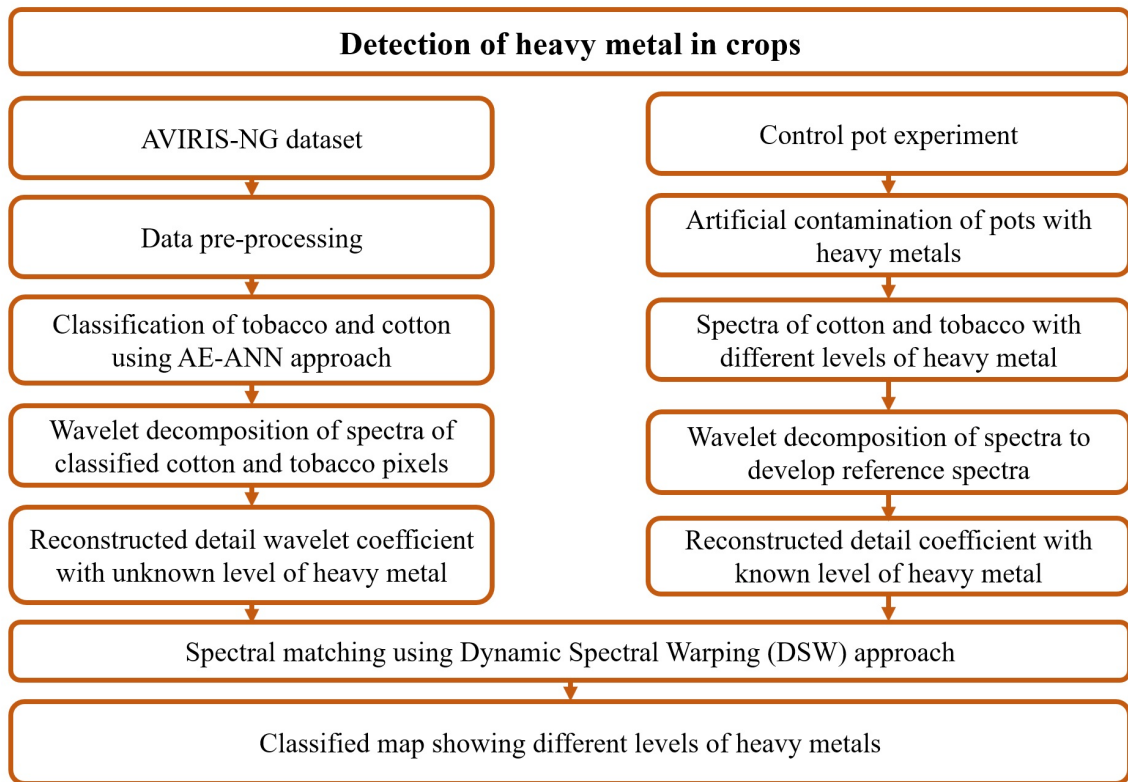 Detection of heavy metal in crops
AVIRIS-NG dataset
Data pre-processing
Classification of tobacco and cotton
using AE-ANN approach
Wavelet decomposition of spectra of
classified cotton and tobacco pixels
Reconstructed detail wavelet coefficient
with unknown level of heavy metal
Control pot experiment
Artificial contamination of pots with
heavy metals
Spectra of cotton and tobacco with
different levels of heavy metal
Wavelet decomposition of spectra to
develop reference spectra
Reconstructed detail coefficient with
known level of heavy metal
Spectral matching using Dynamic Spectral Warping (DSW) approach
Classified map showing different levels of heavy metals